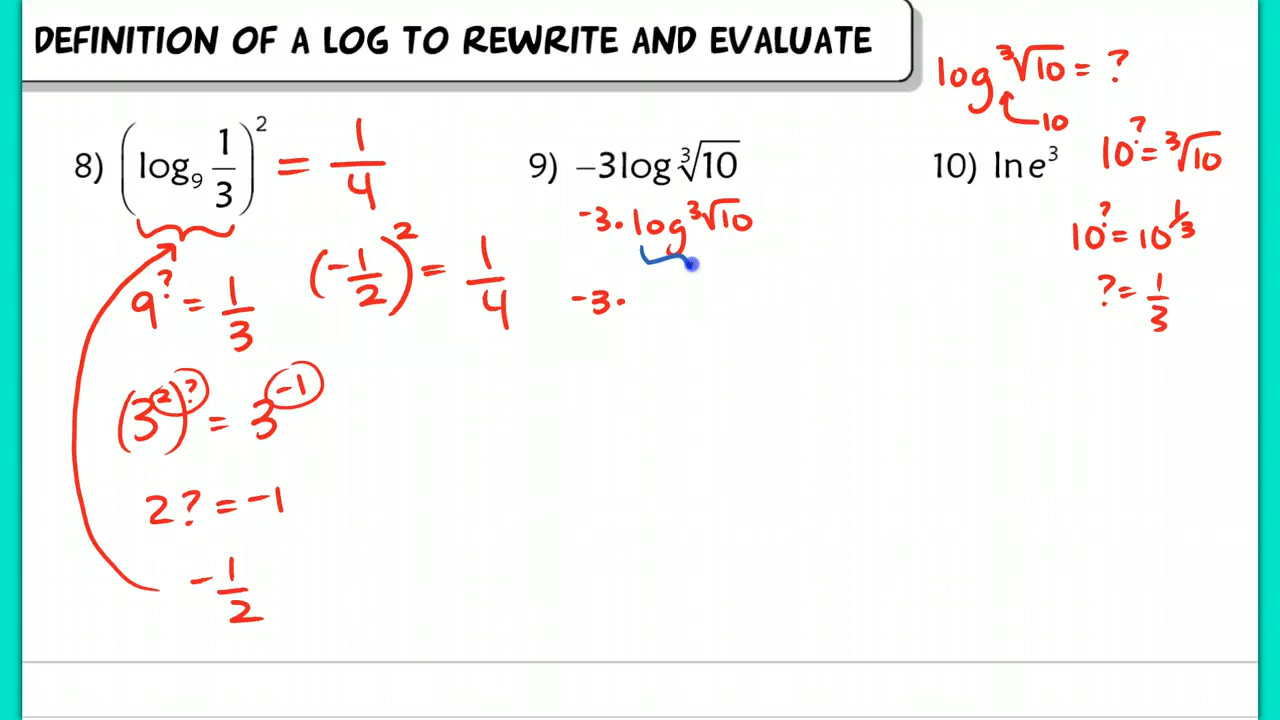 DEFINITION OF A LOG TO REWRITE AND EVALUATE
8) (log₉ 1/3)² = 1/4
9^? = 1/3
(-1/2)² = 1/4
(3²)^? = 3^-1
2? = -1
-1/2
9) −3log ∛10
-3·log ∛10
-3·
10) ln e³
log ∛10 = ?
10
10^? = ∛10
10^? = 10^1/3
? = 1/3